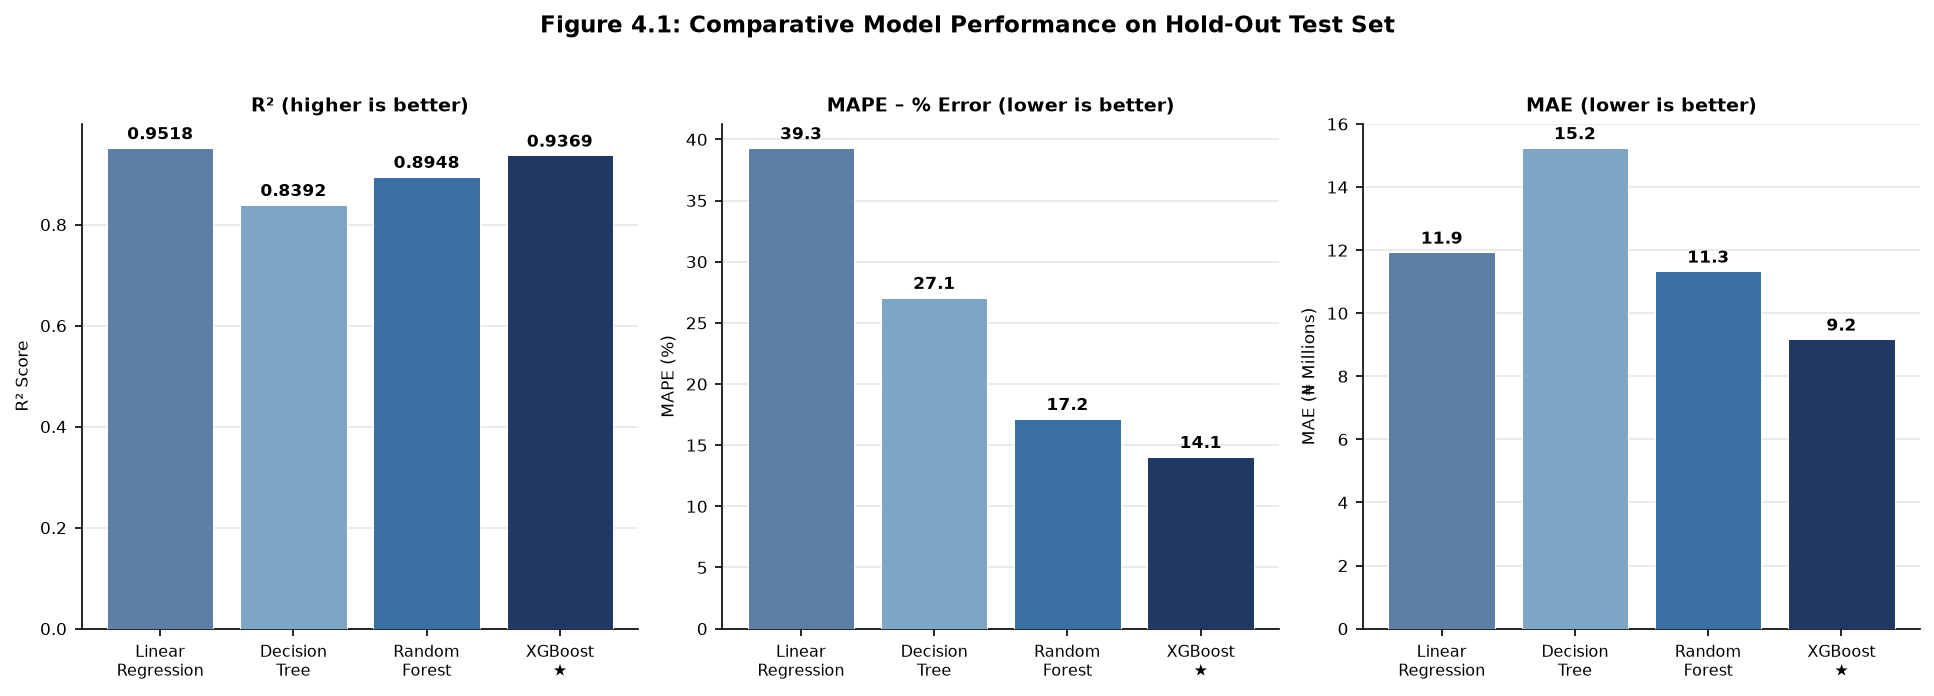 Figure 4.1: Comparative Model Performance on Hold-Out Test Set
R² (higher is better)
R² Score
0.8
0.6
0.4
0.2
0.0
0.9518
0.8392
0.8948
0.9369
Linear
Regression
Decision
Tree
Random
Forest
XGBoost
★
MAPE – % Error (lower is better)
MAPE (%)
40
35
30
25
20
15
10
5
0
39.3
27.1
17.2
14.1
Linear
Regression
Decision
Tree
Random
Forest
XGBoost
★
MAE (lower is better)
MAE (₦ Millions)
16
14
12
10
8
6
4
2
0
11.9
15.2
11.3
9.2
Linear
Regression
Decision
Tree
Random
Forest
XGBoost
★